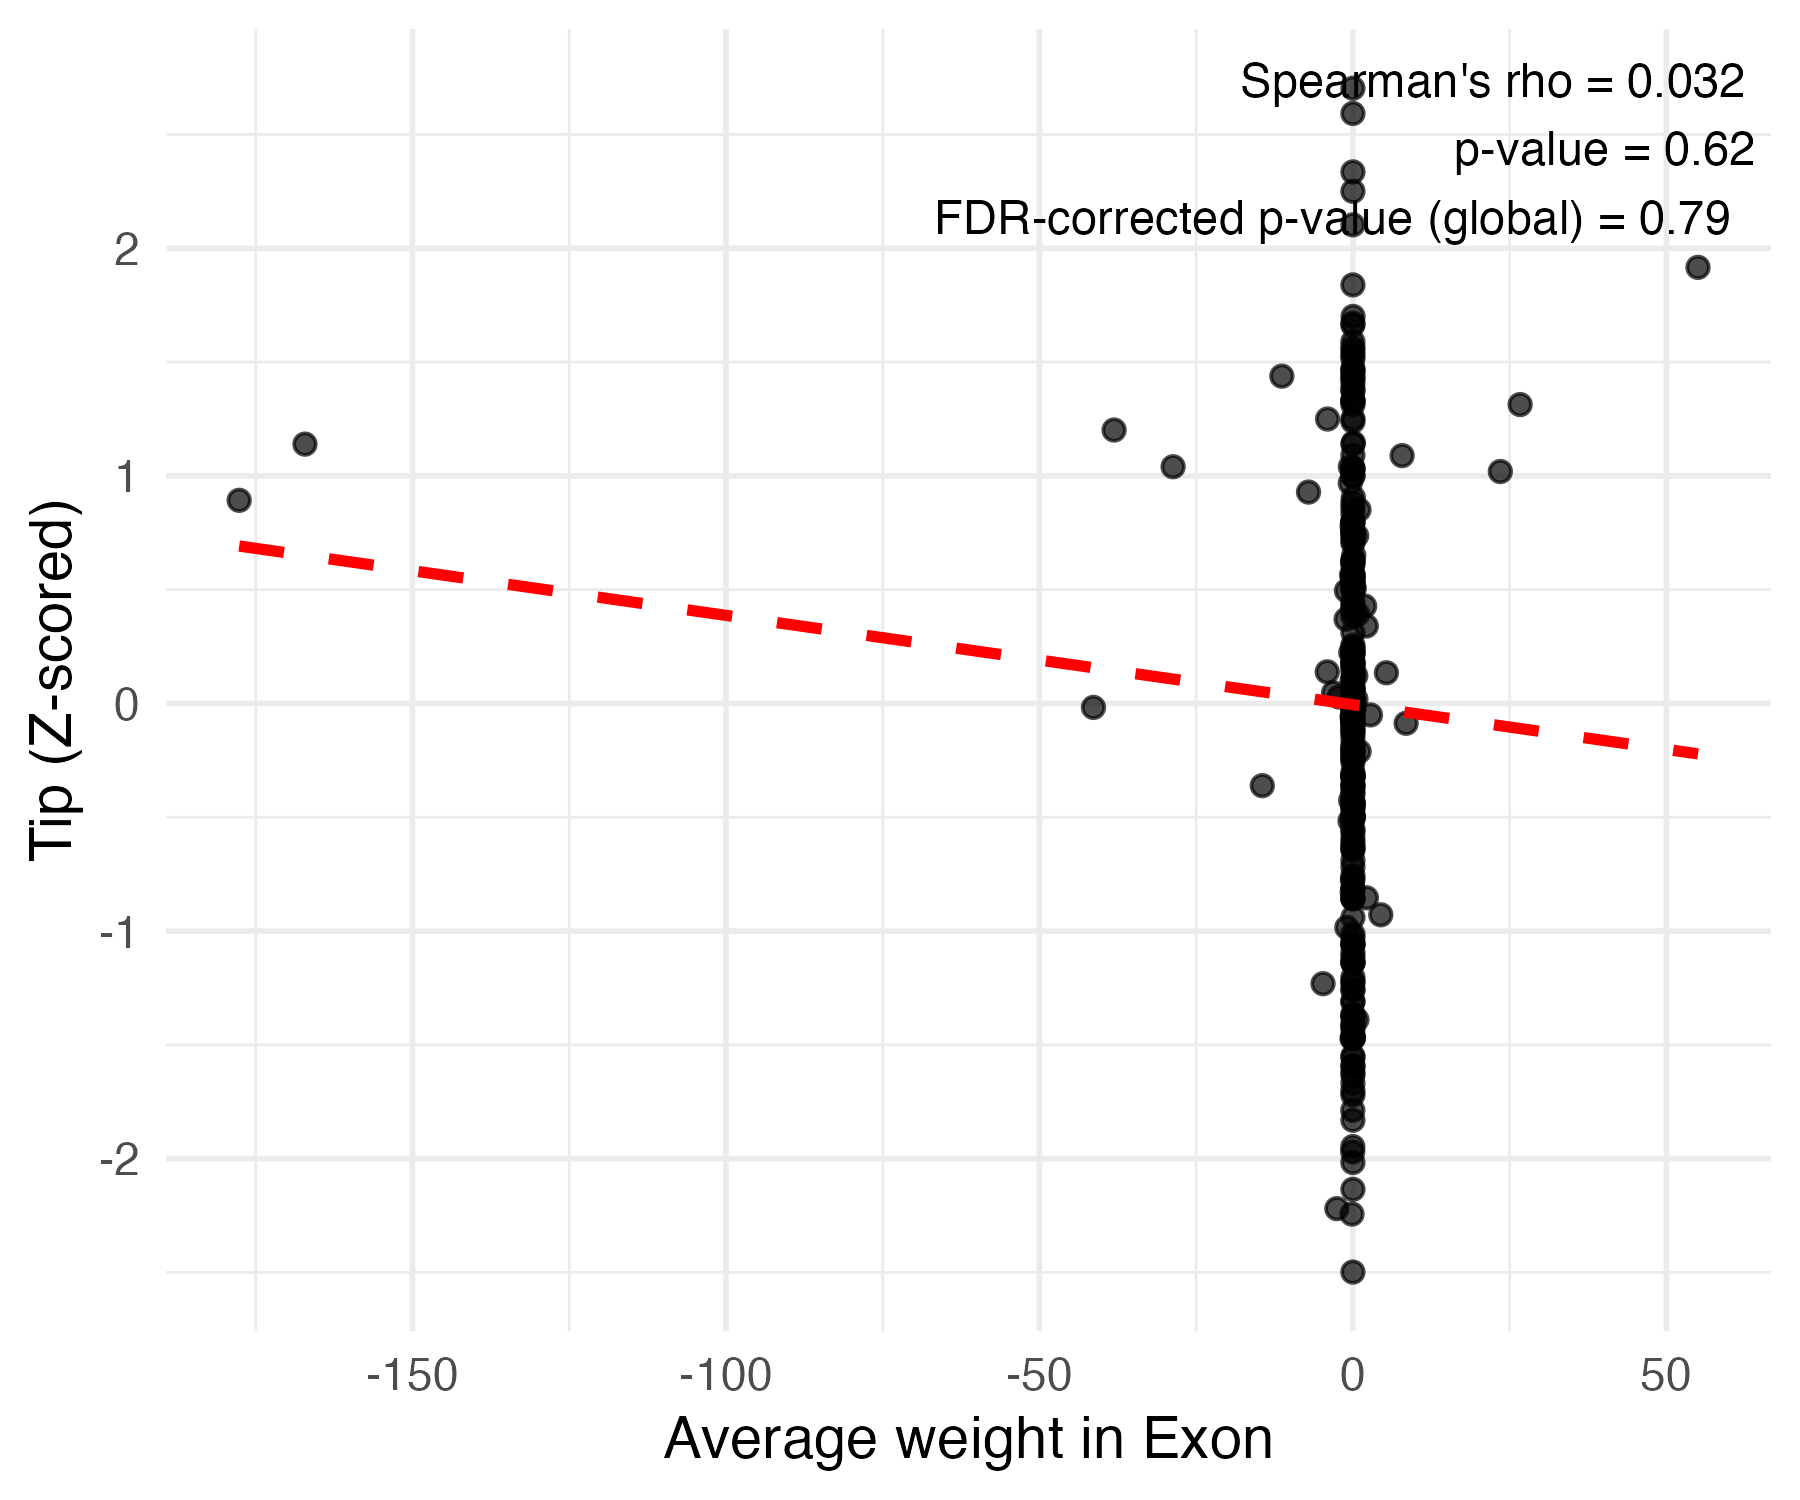 Spearman's rho = 0.032
p-value = 0.62
FDR-corrected p-value (global) = 0.79
2
1
0
-1
-2
Tip (Z-scored)
-150 -100 -50 0 50
Average weight in Exon